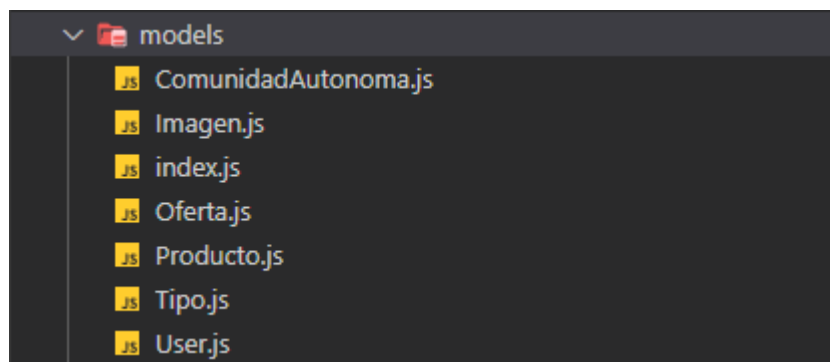 models
JS ComunidadAutonoma.js
JS Imagen.js
JS index.js
JS Oferta.js
JS Producto.js
JS Tipo.js
JS User.js